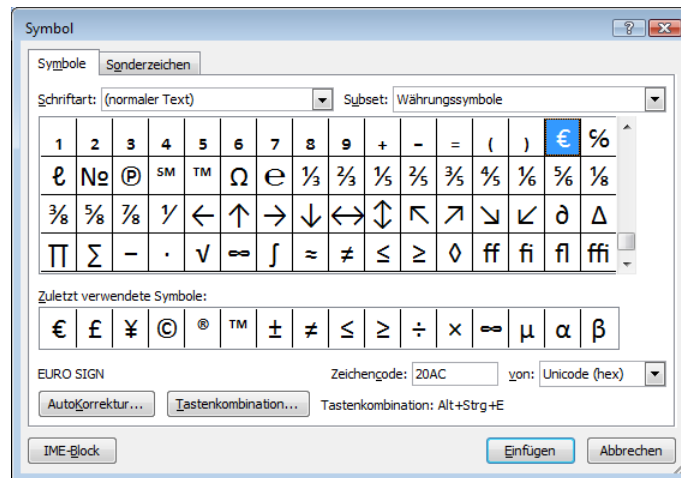 Symbol
Symbole Sonderzeichen
Schriftart: (normaler Text) Subset: Währungssymbole
1 2 3 4 5 6 7 8 9 + − = ( ) € ℅
ℓ № ℗ ℠ ™ Ω ℮ ⅓ ⅔ ⅕ ⅖ ⅗ ⅘ ⅙ ⅚ ⅛
⅜ ⅝ ⅞ ⅟ ← ↑ → ↓ ↔ ↕ ↖ ↗ ↘ ↙ ∂ ∆
∏ ∑ − ∙ √ ∞ ∫ ≈ ≠ ≤ ≥ ◊ ff fi fl ffi
Zuletzt verwendete Symbole:
€ £ ¥ © ® ™ ± ≠ ≤ ≥ ÷ × ∞ µ α β
EURO SIGN Zeichencode: 20AC von: Unicode (hex)
AutoKorrektur... Tastenkombination... Tastenkombination: Alt+Strg+E
IME-Block Einfügen Abbrechen